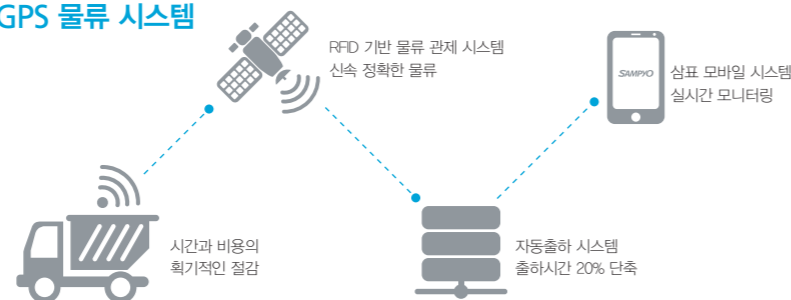 GPS 물류 시스템
RFID 기반 물류 관제 시스템
신속 정확한 물류
SAMPYO
삼표 모바일 시스템
실시간 모니터링
시간과 비용의
획기적인 절감
자동출하 시스템
출하시간 20% 단축